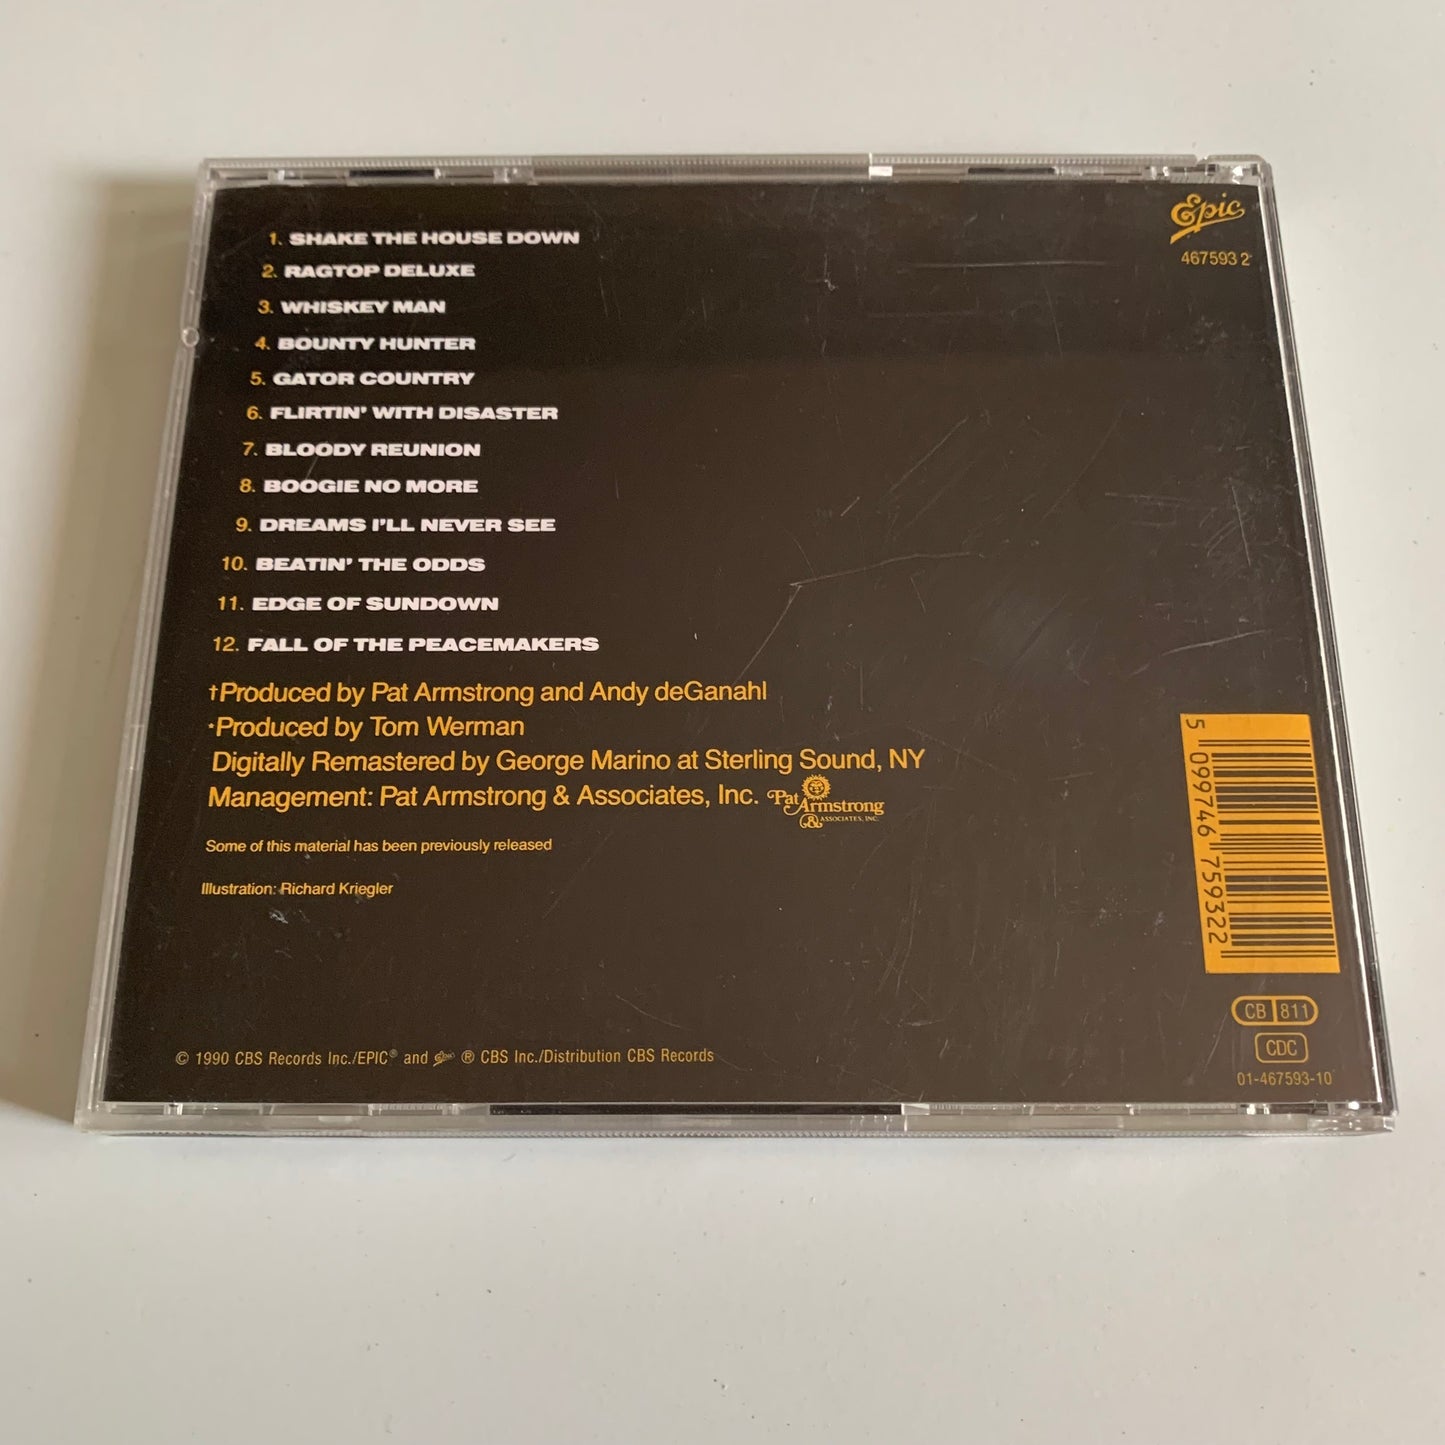 Epic
467593 2
1. SHAKE THE HOUSE DOWN
2. RAGTOP DELUXE
3. WHISKEY MAN
4. BOUNTY HUNTER
5. GATOR COUNTRY
6. FLIRTIN' WITH DISASTER
7. BLOODY REUNION
8. BOOGIE NO MORE
9. DREAMS I'LL NEVER SEE
10. BEATIN' THE ODDS
11. EDGE OF SUNDOWN
12. FALL OF THE PEACEMAKERS
†Produced by Pat Armstrong and Andy deGanahl
*Produced by Tom Werman
Digitally Remastered by George Marino at Sterling Sound, NY
Management: Pat Armstrong & Associates, Inc.
Pat
Armstrong
& ASSOCIATES, INC.
Some of this material has been previously released
Illustration: Richard Kriegler
5 099746 759322
CB 811
CDC
01-467593-10
© 1990 CBS Records Inc./EPIC® and Epic ® CBS Inc./Distribution CBS Records